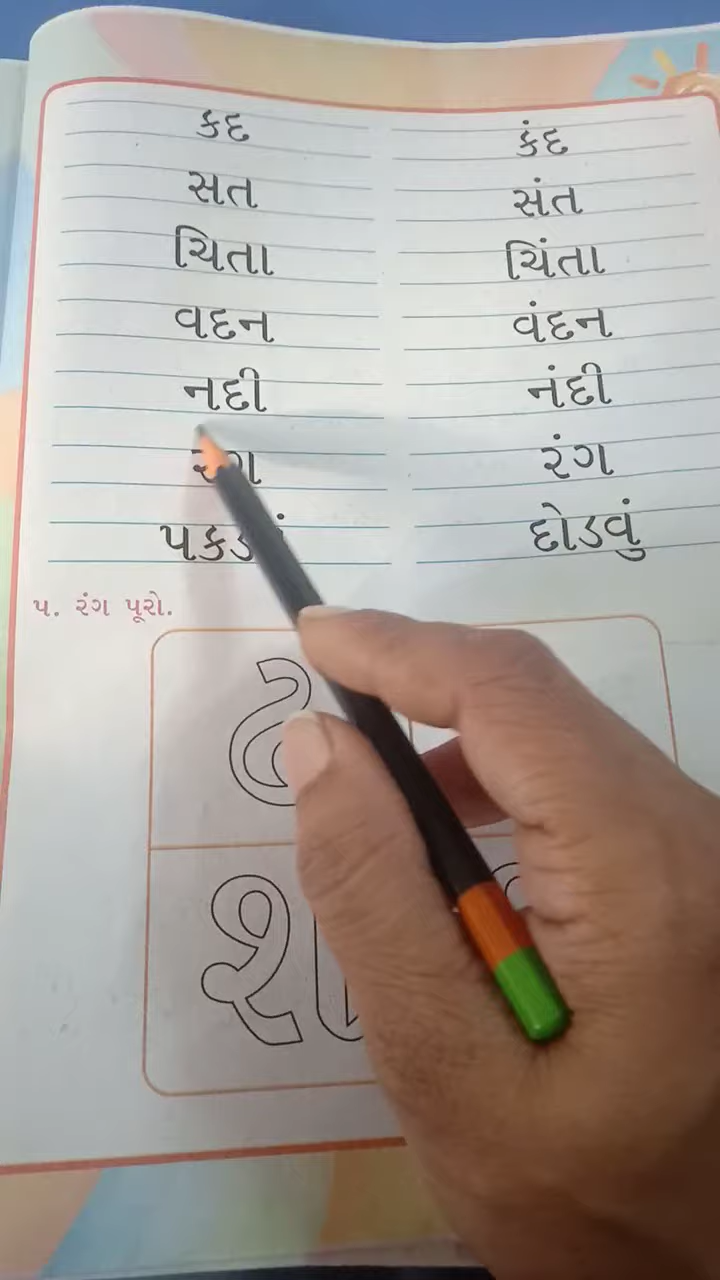 કદ કંદ
સત સંત
ચિતા ચિંતા
વદન વંદન
નદી નંદી
રંગ
દોડવું
૫. રંગ પૂરો.
ટ
શ